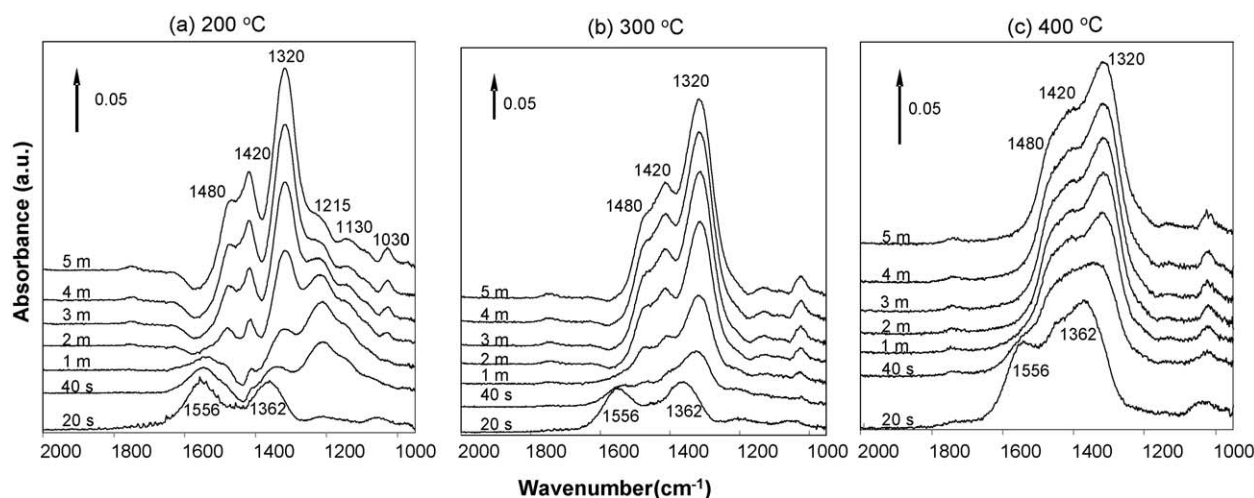 (a) 200 °C
1320
0.05
1420
1480
1215
1130
1030
5 m
4 m
3 m
2 m
1 m
40 s
20 s
1556
1362
2000 1800 1600 1400 1200 1000
(b) 300 °C
1320
0.05
1420
1480
5 m
4 m
3 m
2 m
1 m
40 s
20 s
1556
1362
2000 1800 1600 1400 1200 1000
(c) 400 °C
1320
1420
0.05
1480
5 m
4 m
3 m
2 m
1 m
40 s
20 s
1362
1556
2000 1800 1600 1400 1200 1000
Absorbance (a.u.)
Wavenumber(cm⁻¹)